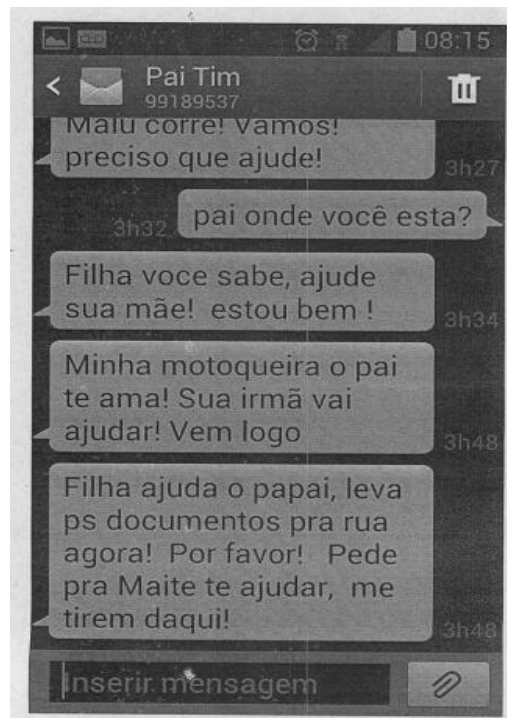 08:15
Pai Tim
99189537
Malu corre! Vamos!
preciso que ajude!
3h27
pai onde você esta?
3h32
Filha voce sabe, ajude
sua mãe! estou bem !
3h34
Minha motoqueira o pai
te ama! Sua irmã vai
ajudar! Vem logo
3h48
Filha ajuda o papai, leva
ps documentos pra rua
agora! Por favor! Pede
pra Maite te ajudar, me
tirem daqui!
3h48
Inserir mensagem